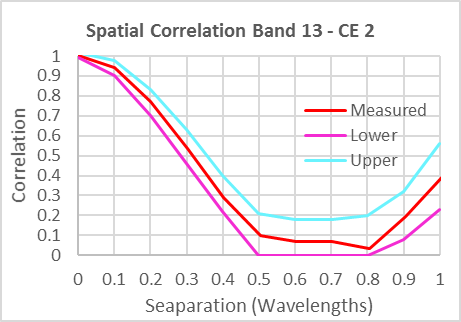 Spatial Correlation Band 13 - CE 2
1
0.9
0.8
0.7
0.6
0.5
0.4
0.3
0.2
0.1
0
Correlation
Measured
Lower
Upper
0 0.1 0.2 0.3 0.4 0.5 0.6 0.7 0.8 0.9 1
Seaparation (Wavelengths)